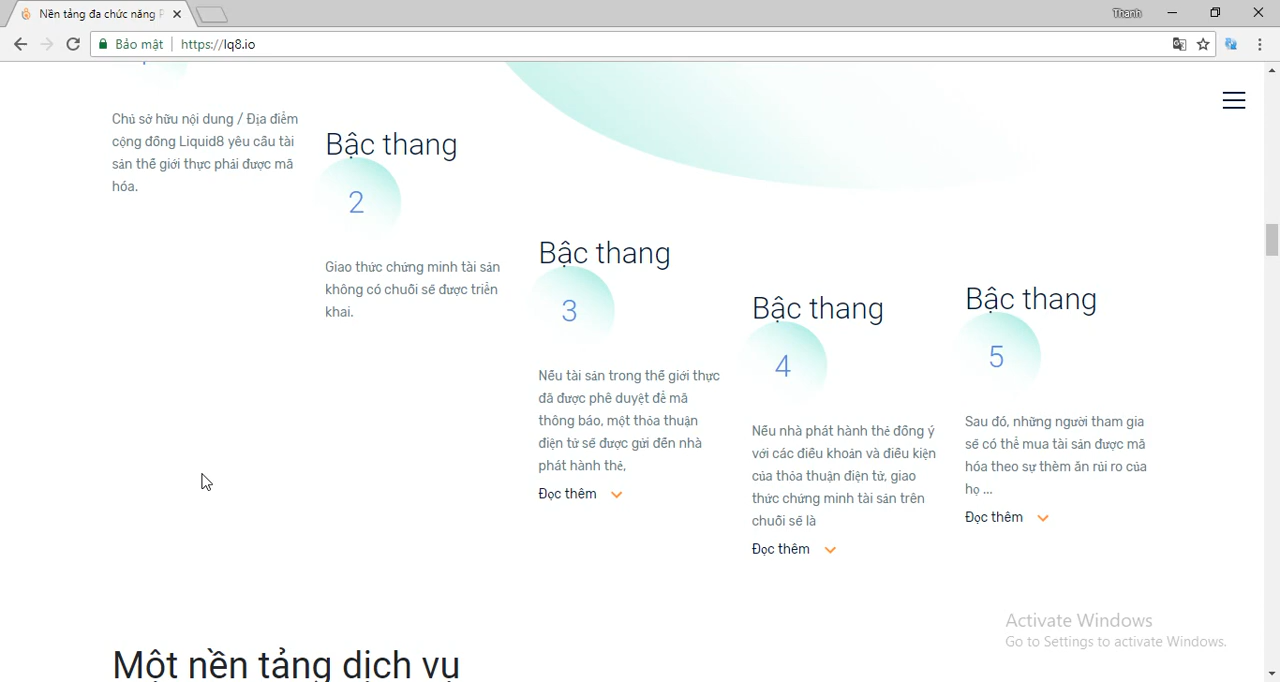 Nền tảng đa chức năng
Thanh
Bảo mật
https://lq8.io
Chủ sở hữu nội dung / Địa điểm
cộng đồng Liquid8 yêu cầu tài
sản thế giới thực phải được mã
hóa.
Bậc thang
2
Giao thức chứng minh tài sản
không có chuỗi sẽ được triển
khai.
Bậc thang
3
Nếu tài sản trong thế giới thực
đã được phê duyệt để mã
thông báo, một thỏa thuận
điện tử sẽ được gửi đến nhà
phát hành thẻ,
Đọc thêm
Bậc thang
4
Nếu nhà phát hành thẻ đồng ý
với các điều khoản và điều kiện
của thỏa thuận điện tử, giao
thức chứng minh tài sản trên
chuỗi sẽ là
Đọc thêm
Bậc thang
5
Sau đó, những người tham gia
sẽ có thể mua tài sản được mã
hóa theo sự thèm ăn rủi ro của
họ ...
Đọc thêm
Một nền tảng dịch vụ
Activate Windows
Go to Settings to activate Windows.